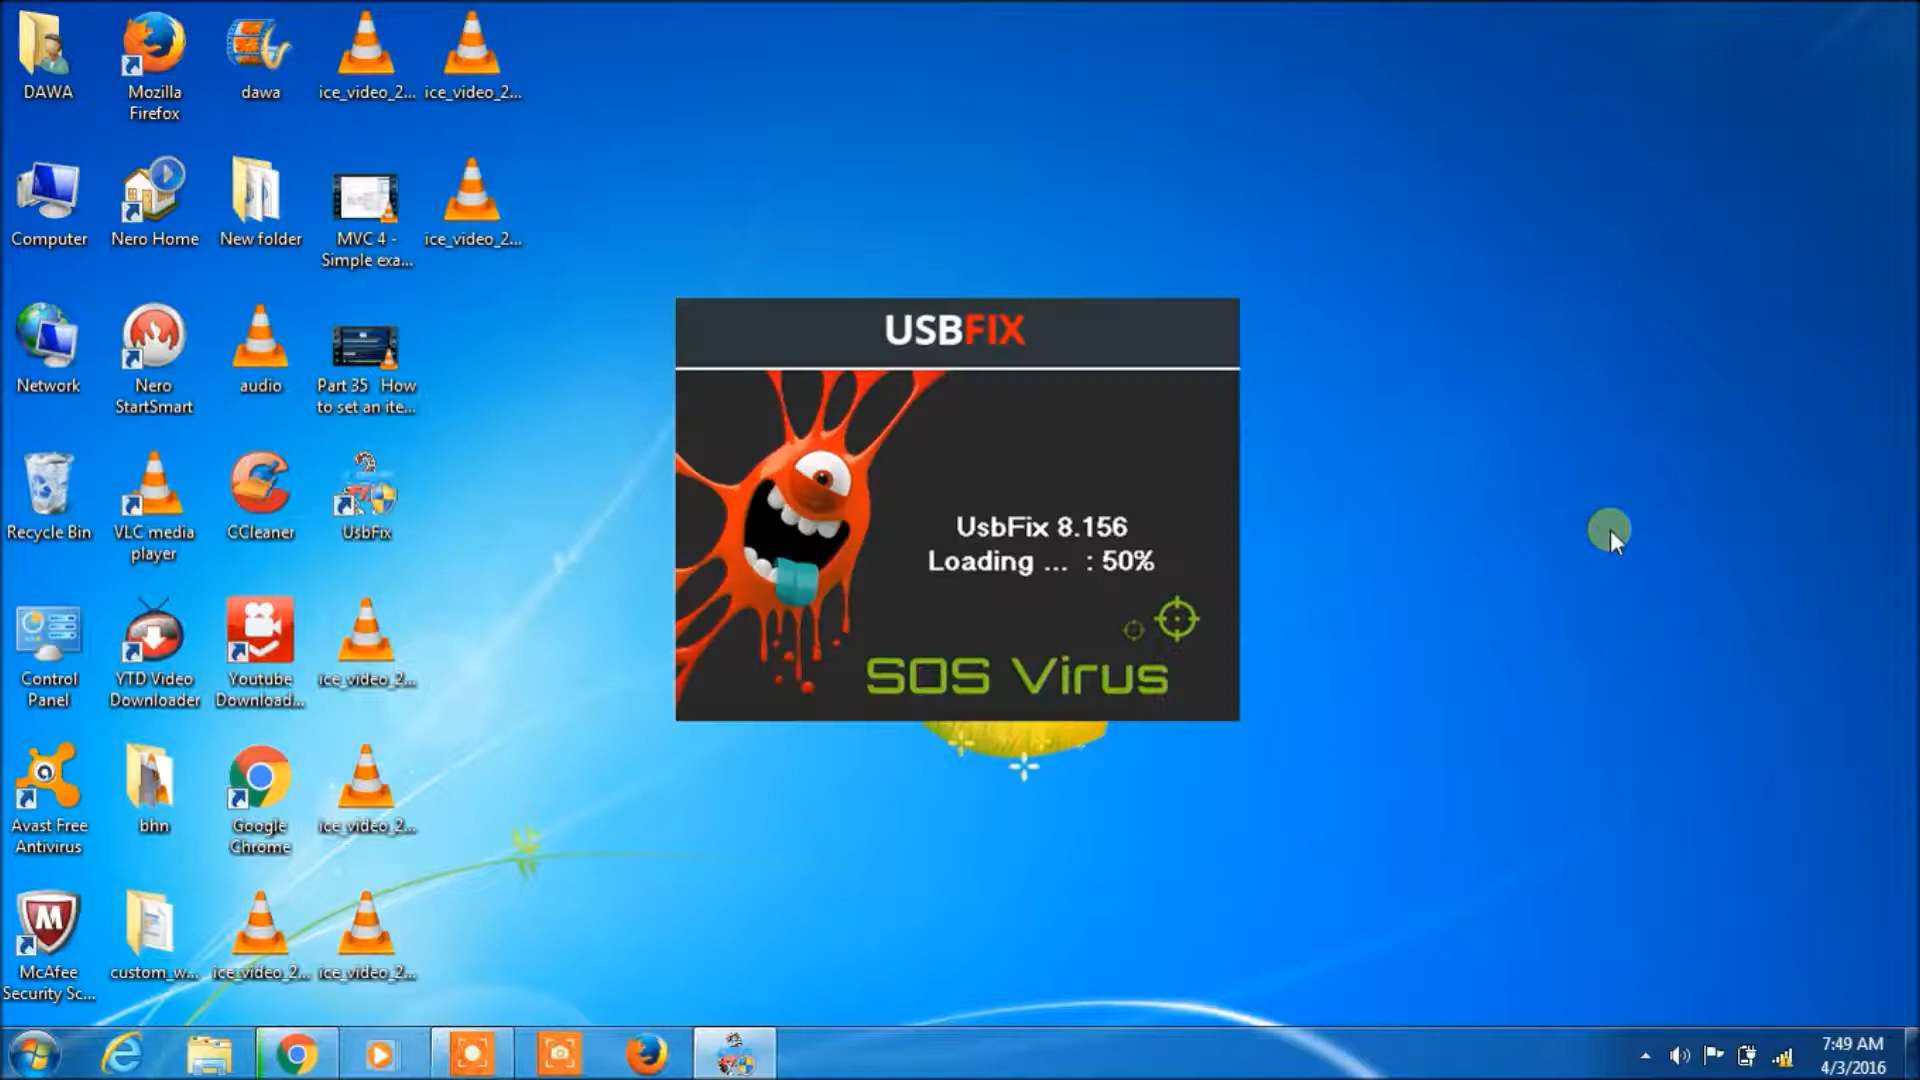 DAWA
Mozilla
Firefox
dawa
ice_video_2...
ice_video_2...
Computer
Nero Home
New folder
MVC 4 -
Simple exa...
ice_video_2...
Network
Nero
StartSmart
audio
Part 35 How
to set an ite...
Recycle Bin
VLC media
player
CCleaner
UsbFix
Control
Panel
YTD Video
Downloader
Youtube
Download...
ice_video_2...
Avast Free
Antivirus
bhn
Google
Chrome
ice_video_2...
McAfee
Security Sc...
custom_w...
ice_video_2...
ice_video_2...
USBFIX
UsbFix 8.156
Loading ... : 50%
SOS Virus
7:49 AM
4/3/2016